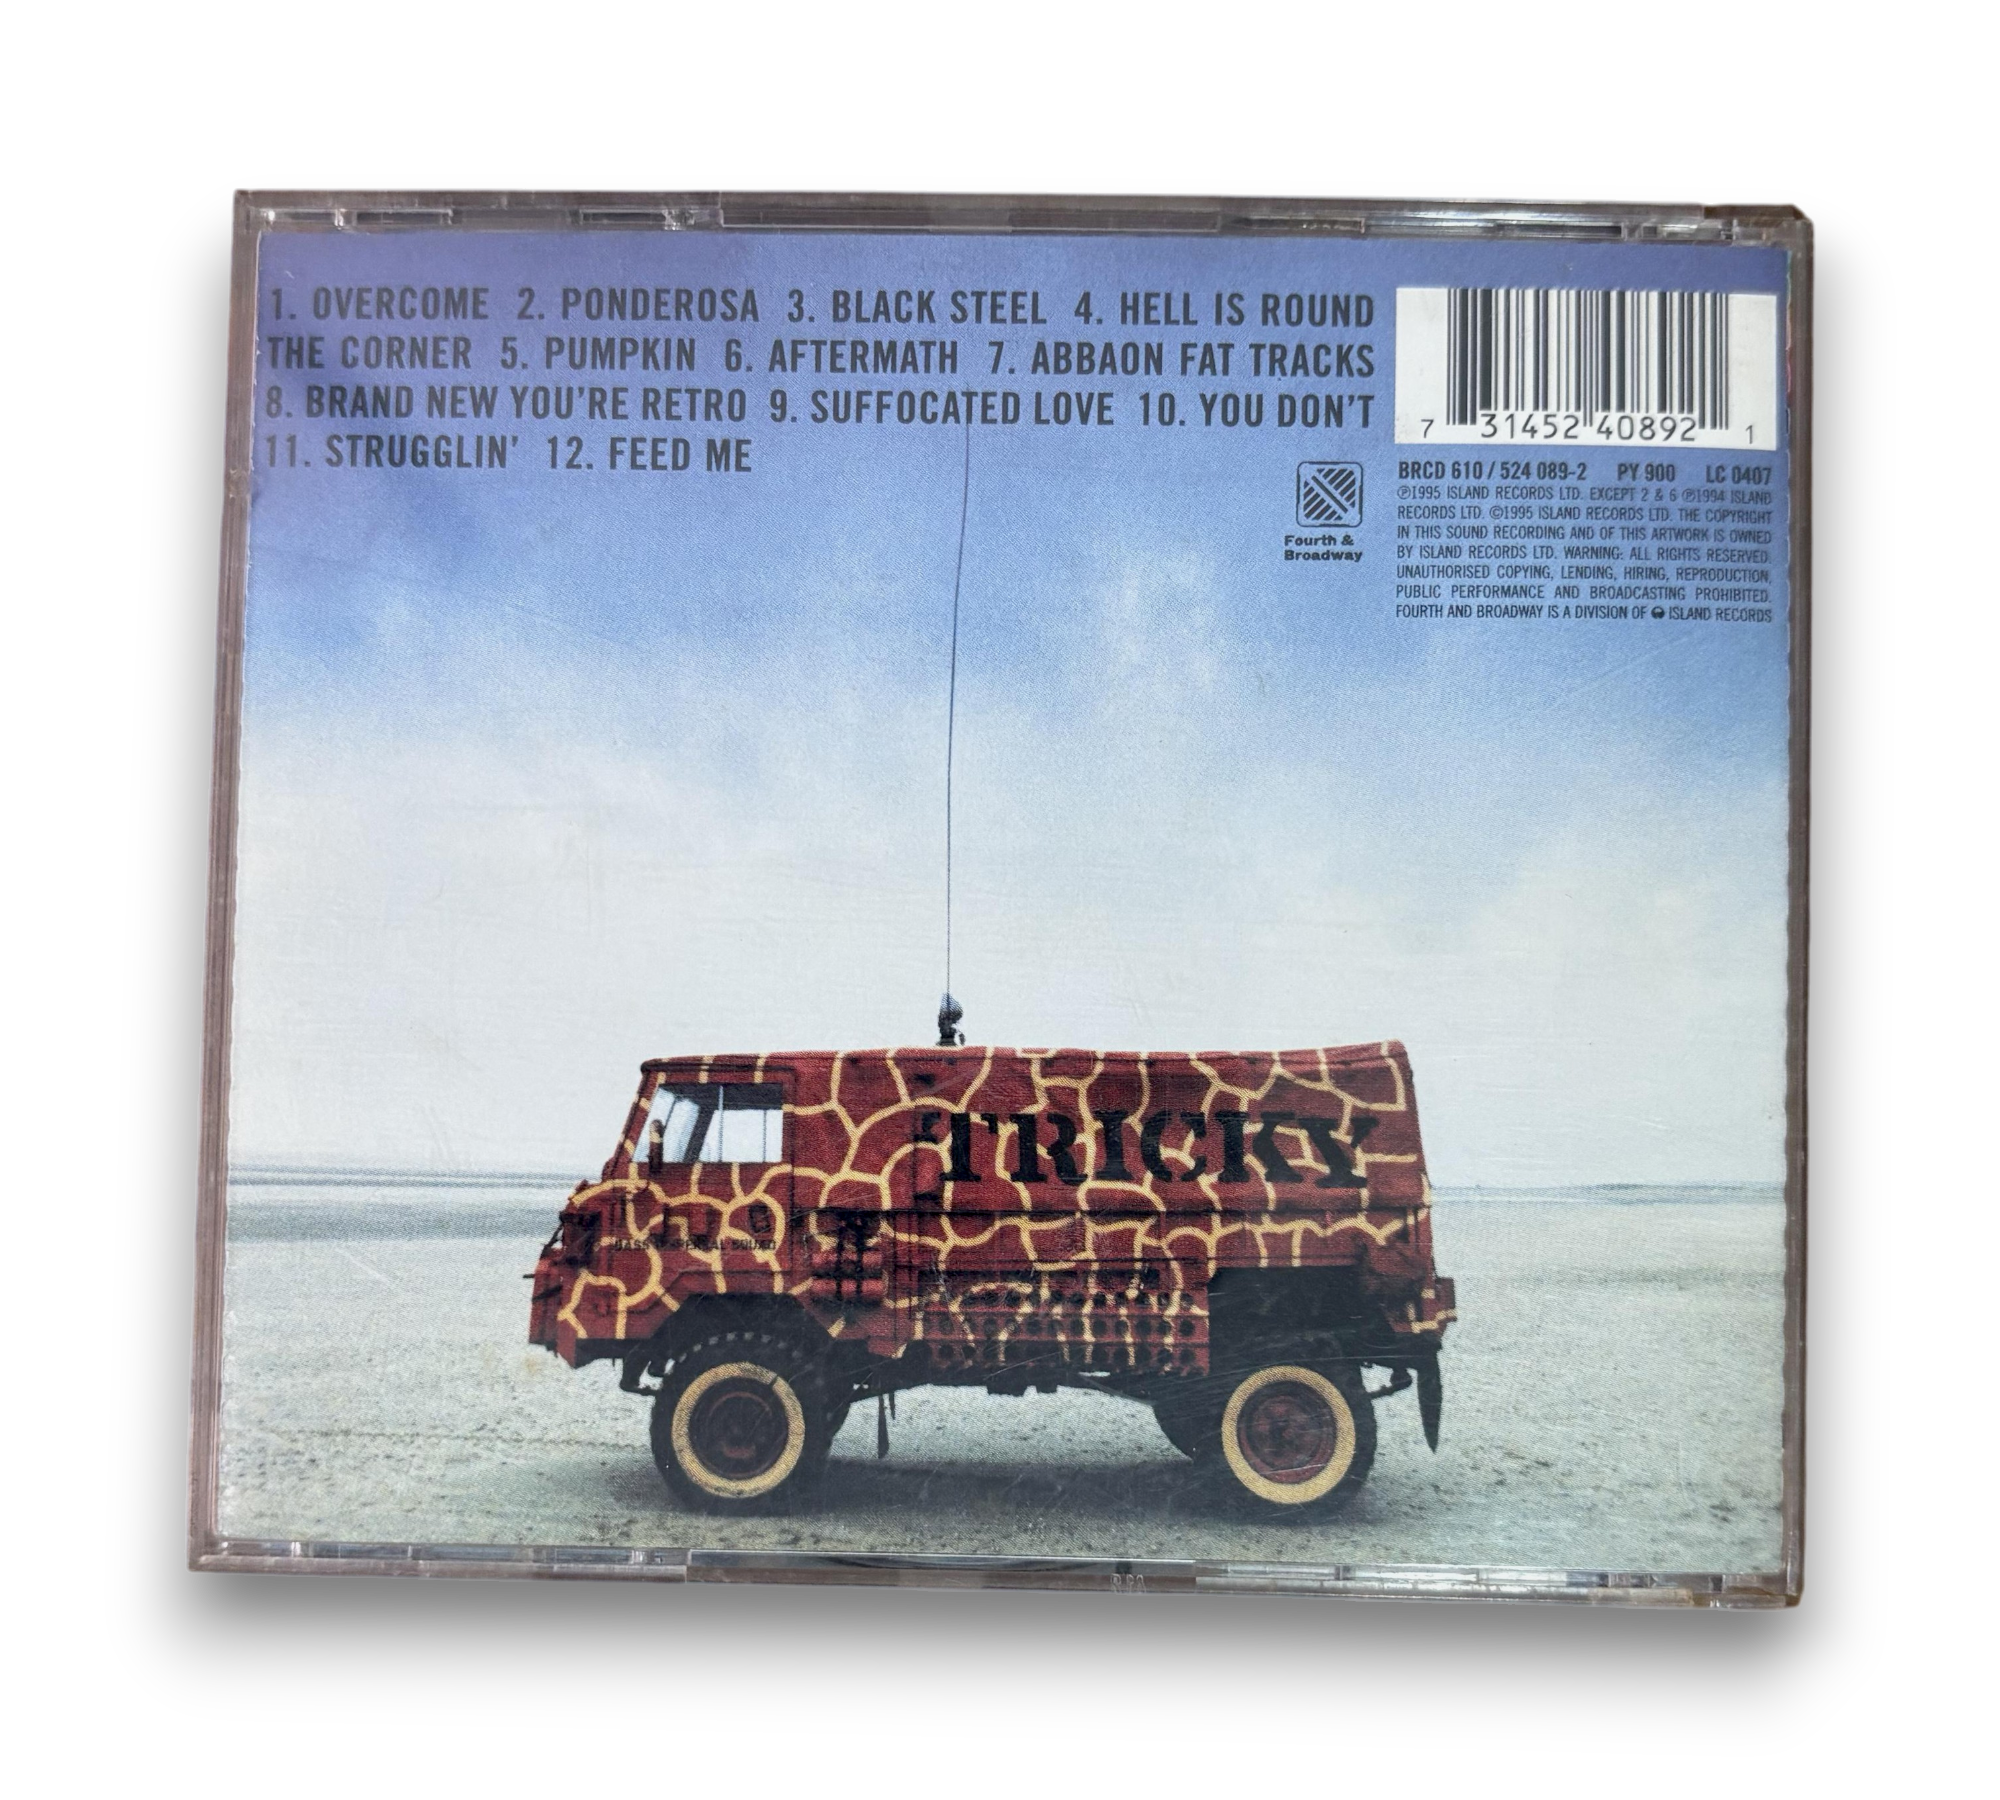 1. OVERCOME 2. PONDEROSA 3. BLACK STEEL 4. HELL IS ROUND
THE CORNER 5. PUMPKIN 6. AFTERMATH 7. ABBAON FAT TRACKS
8. BRAND NEW YOU'RE RETRO 9. SUFFOCATED LOVE 10. YOU DON'T
11. STRUGGLIN' 12. FEED ME
7 31452 40892 1
BRCD 610 / 524 089-2 PY 900 LC 0407
℗1995 ISLAND RECORDS LTD. EXCEPT 2 & 6 ℗1994 ISLAND
RECORDS LTD. ©1995 ISLAND RECORDS LTD. THE COPYRIGHT
IN THIS SOUND RECORDING AND OF THIS ARTWORK IS OWNED
BY ISLAND RECORDS LTD. WARNING: ALL RIGHTS RESERVED.
UNAUTHORISED COPYING, LENDING, HIRING, REPRODUCTION,
PUBLIC PERFORMANCE AND BROADCASTING PROHIBITED.
FOURTH AND BROADWAY IS A DIVISION OF ISLAND RECORDS
Fourth &
Broadway
TRICKY